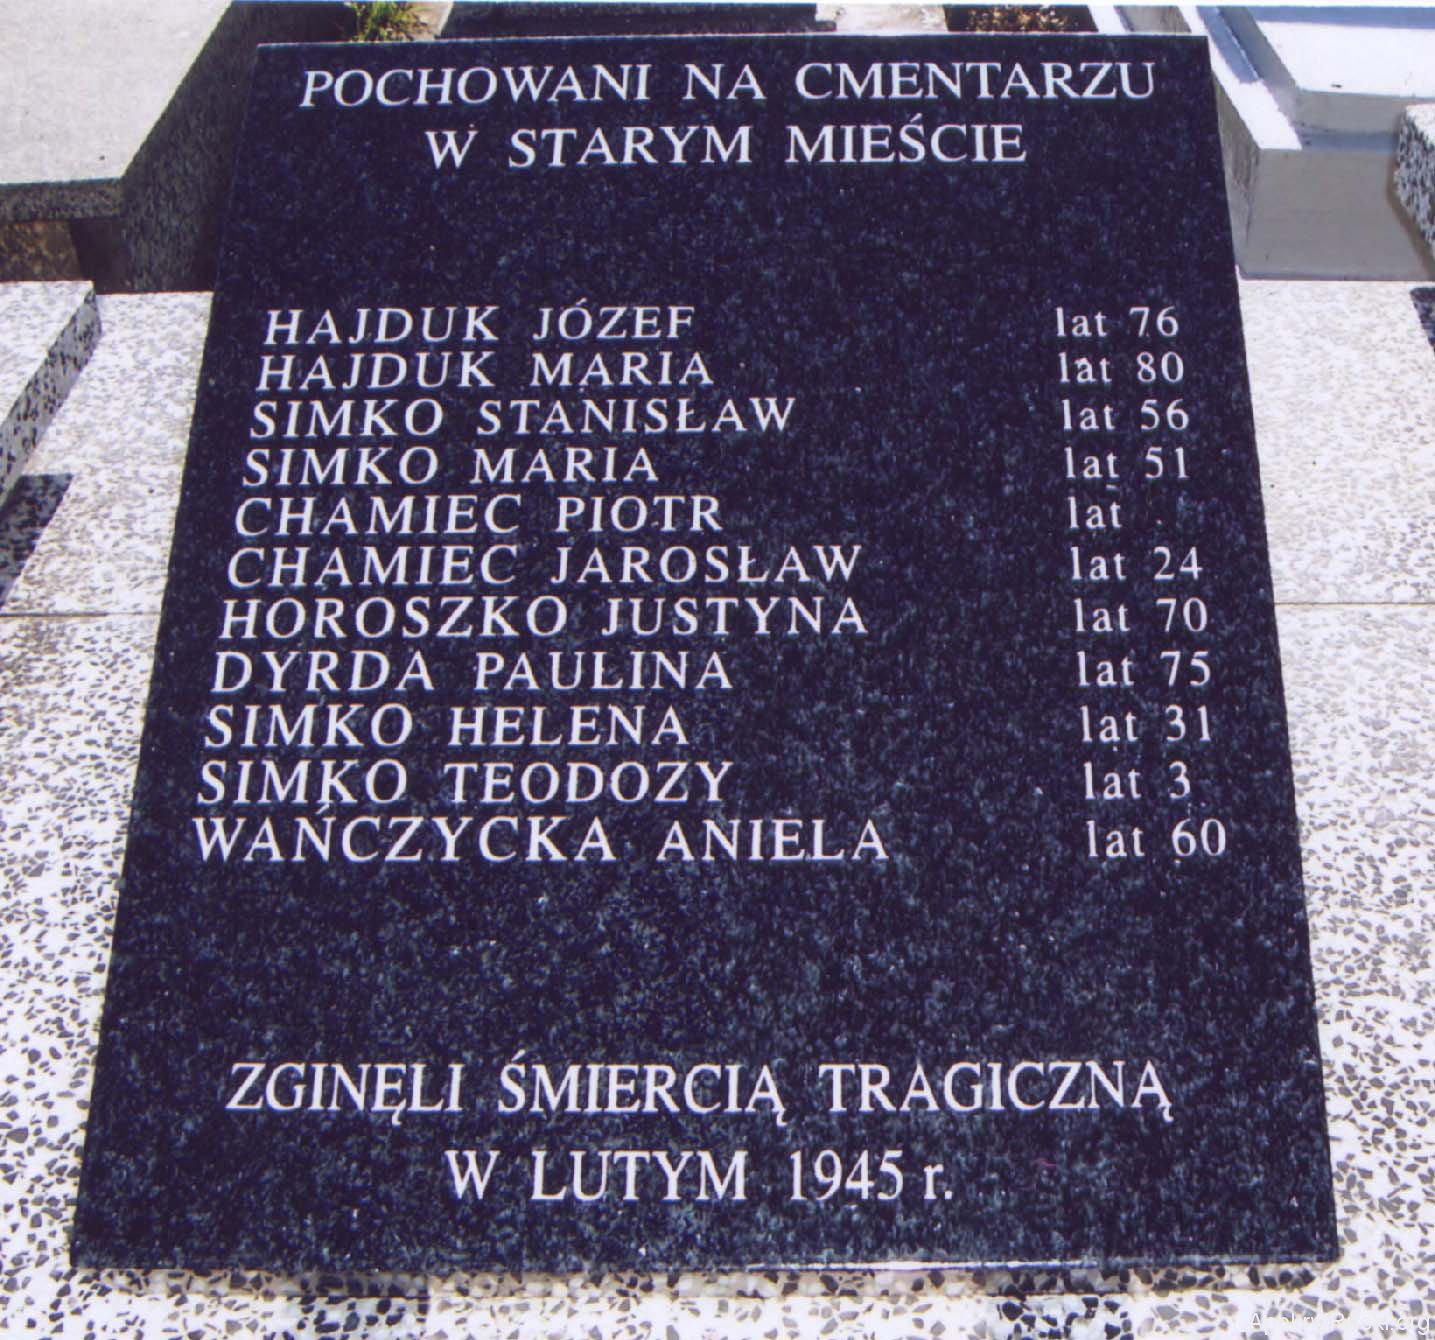 POCHOWANI NA CMENTARZU
W STARYM MIEŚCIE
HAJDUK JÓZEF lat 76
HAJDUK MARIA lat 80
SIMKO STANISŁAW lat 56
SIMKO MARIA lat 51
CHAMIEC PIOTR lat
CHAMIEC JAROSŁAW lat 24
HOROSZKO JUSTYNA lat 70
DYRDA PAULINA lat 75
SIMKO HELENA lat 31
SIMKO TEODOZY lat 3
WAŃCZYCKA ANIELA lat 60
ZGINĘLI ŚMIERCIĄ TRAGICZNĄ
W LUTYM 1945 r.